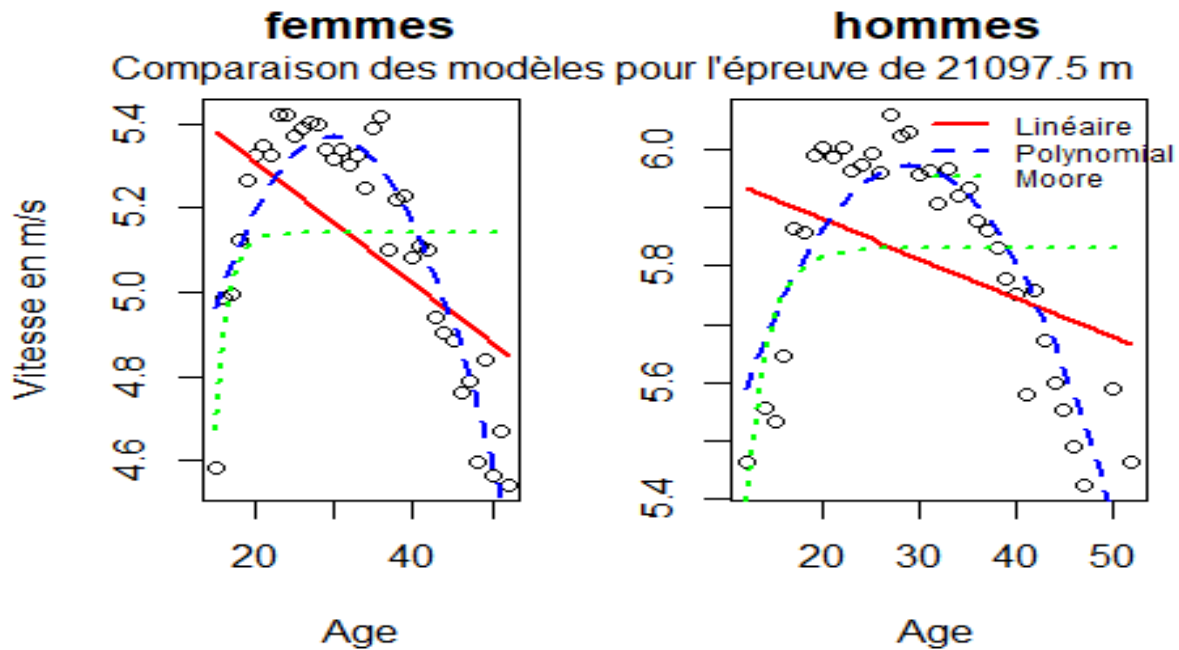 femmes hommes
Comparaison des modèles pour l'épreuve de 21097.5 m
Vitesse en m/s
5.4
5.2
5.0
4.8
4.6
20 40
Age
6.0
5.8
5.6
5.4
Linéaire
Polynomial
Moore
20 30 40 50
Age